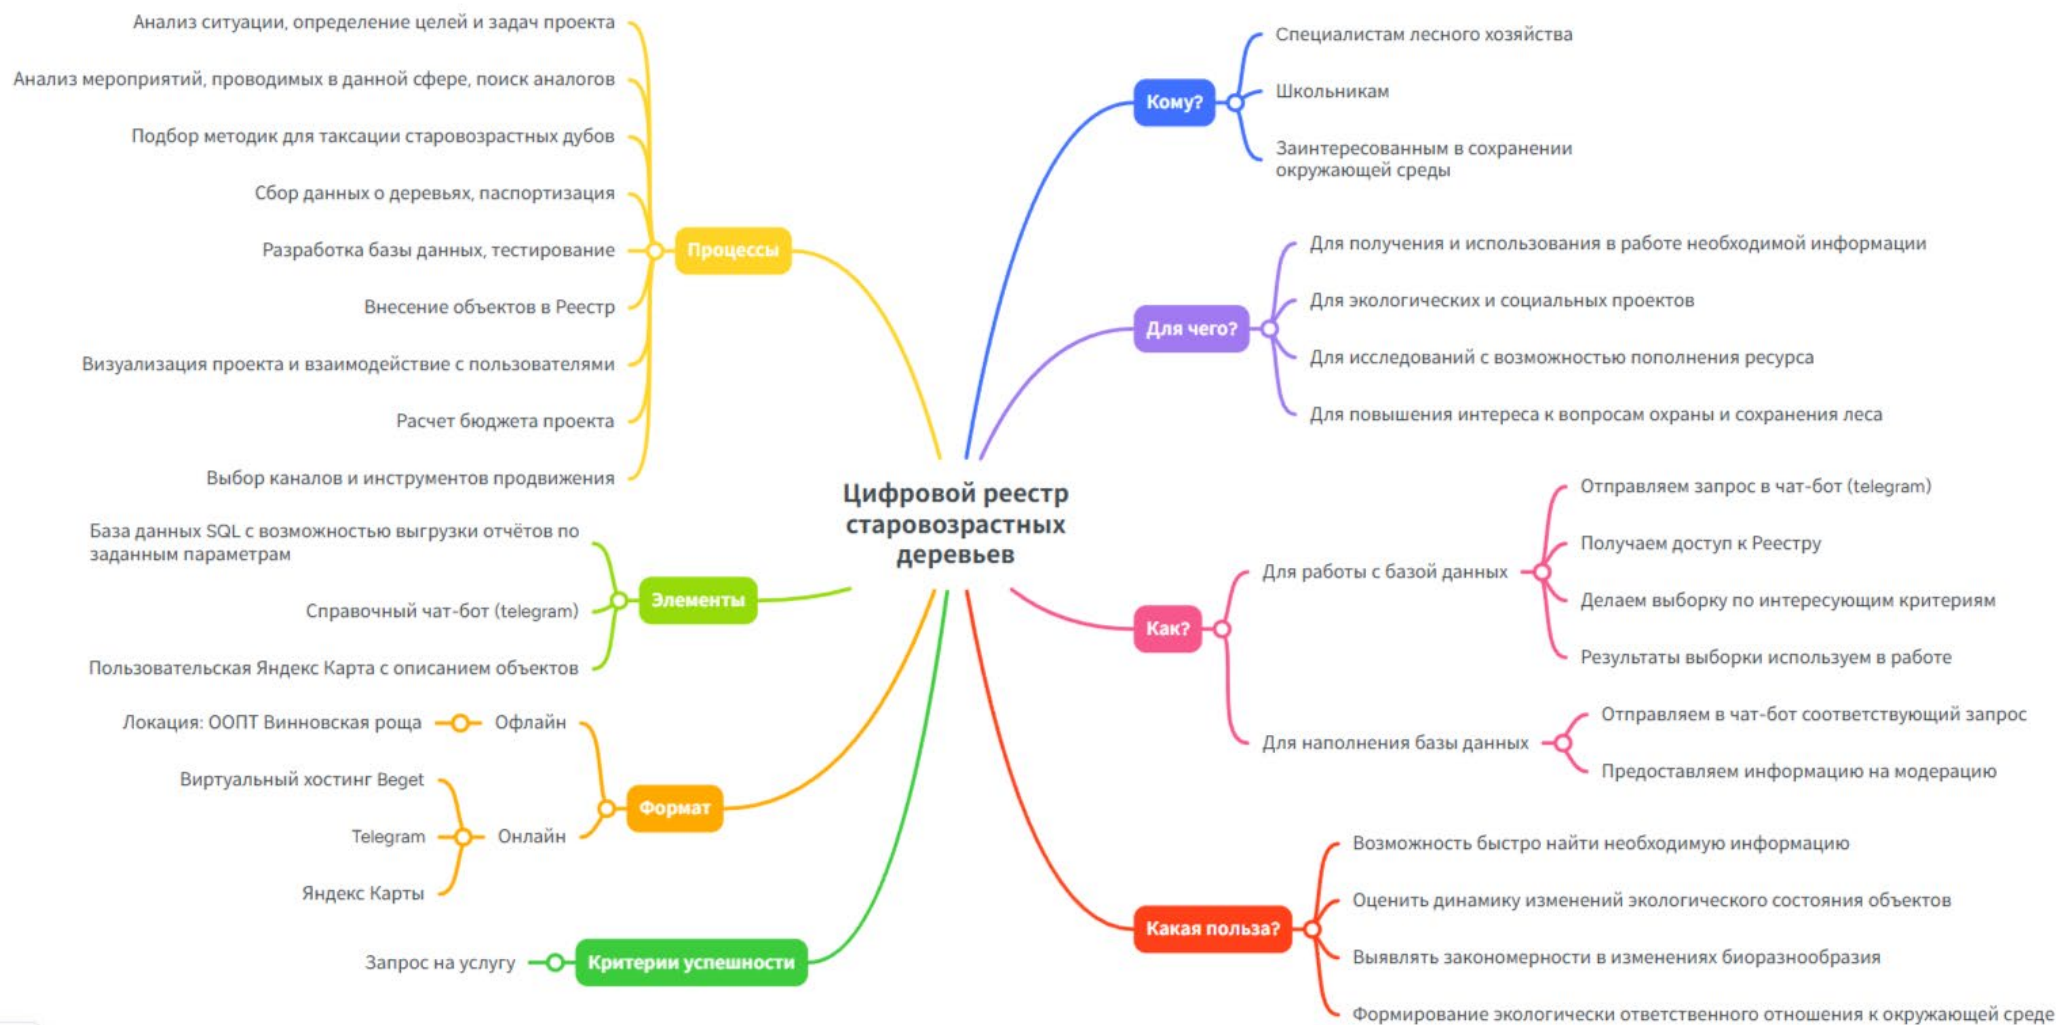 Цифровой реестр
старовозрастных
деревьев
Кому?
Специалистам лесного хозяйства
Школьникам
Заинтересованным в сохранении
окружающей среды
Для чего?
Для получения и использования в работе необходимой информации
Для экологических и социальных проектов
Для исследований с возможностью пополнения ресурса
Для повышения интереса к вопросам охраны и сохранения леса
Как?
Для работы с базой данных
Отправляем запрос в чат-бот (telegram)
Получаем доступ к Реестру
Делаем выборку по интересующим критериям
Результаты выборки используем в работе
Для наполнения базы данных
Отправляем в чат-бот соответствующий запрос
Предоставляем информацию на модерацию
Какая польза?
Возможность быстро найти необходимую информацию
Оценить динамику изменений экологического состояния объектов
Выявлять закономерности в изменениях биоразнообразия
Формирование экологически ответственного отношения к окружающей среде
Процессы
Анализ ситуации, определение целей и задач проекта
Анализ мероприятий, проводимых в данной сфере, поиск аналогов
Подбор методик для таксации старовозрастных дубов
Сбор данных о деревьях, паспортизация
Разработка базы данных, тестирование
Внесение объектов в Реестр
Визуализация проекта и взаимодействие с пользователями
Расчет бюджета проекта
Выбор каналов и инструментов продвижения
Элементы
База данных SQL с возможностью выгрузки отчётов по
заданным параметрам
Справочный чат-бот (telegram)
Пользовательская Яндекс Карта с описанием объектов
Формат
Офлайн
Локация: ООПТ Винновская роща
Онлайн
Виртуальный хостинг Beget
Telegram
Яндекс Карты
Критерии успешности
Запрос на услугу